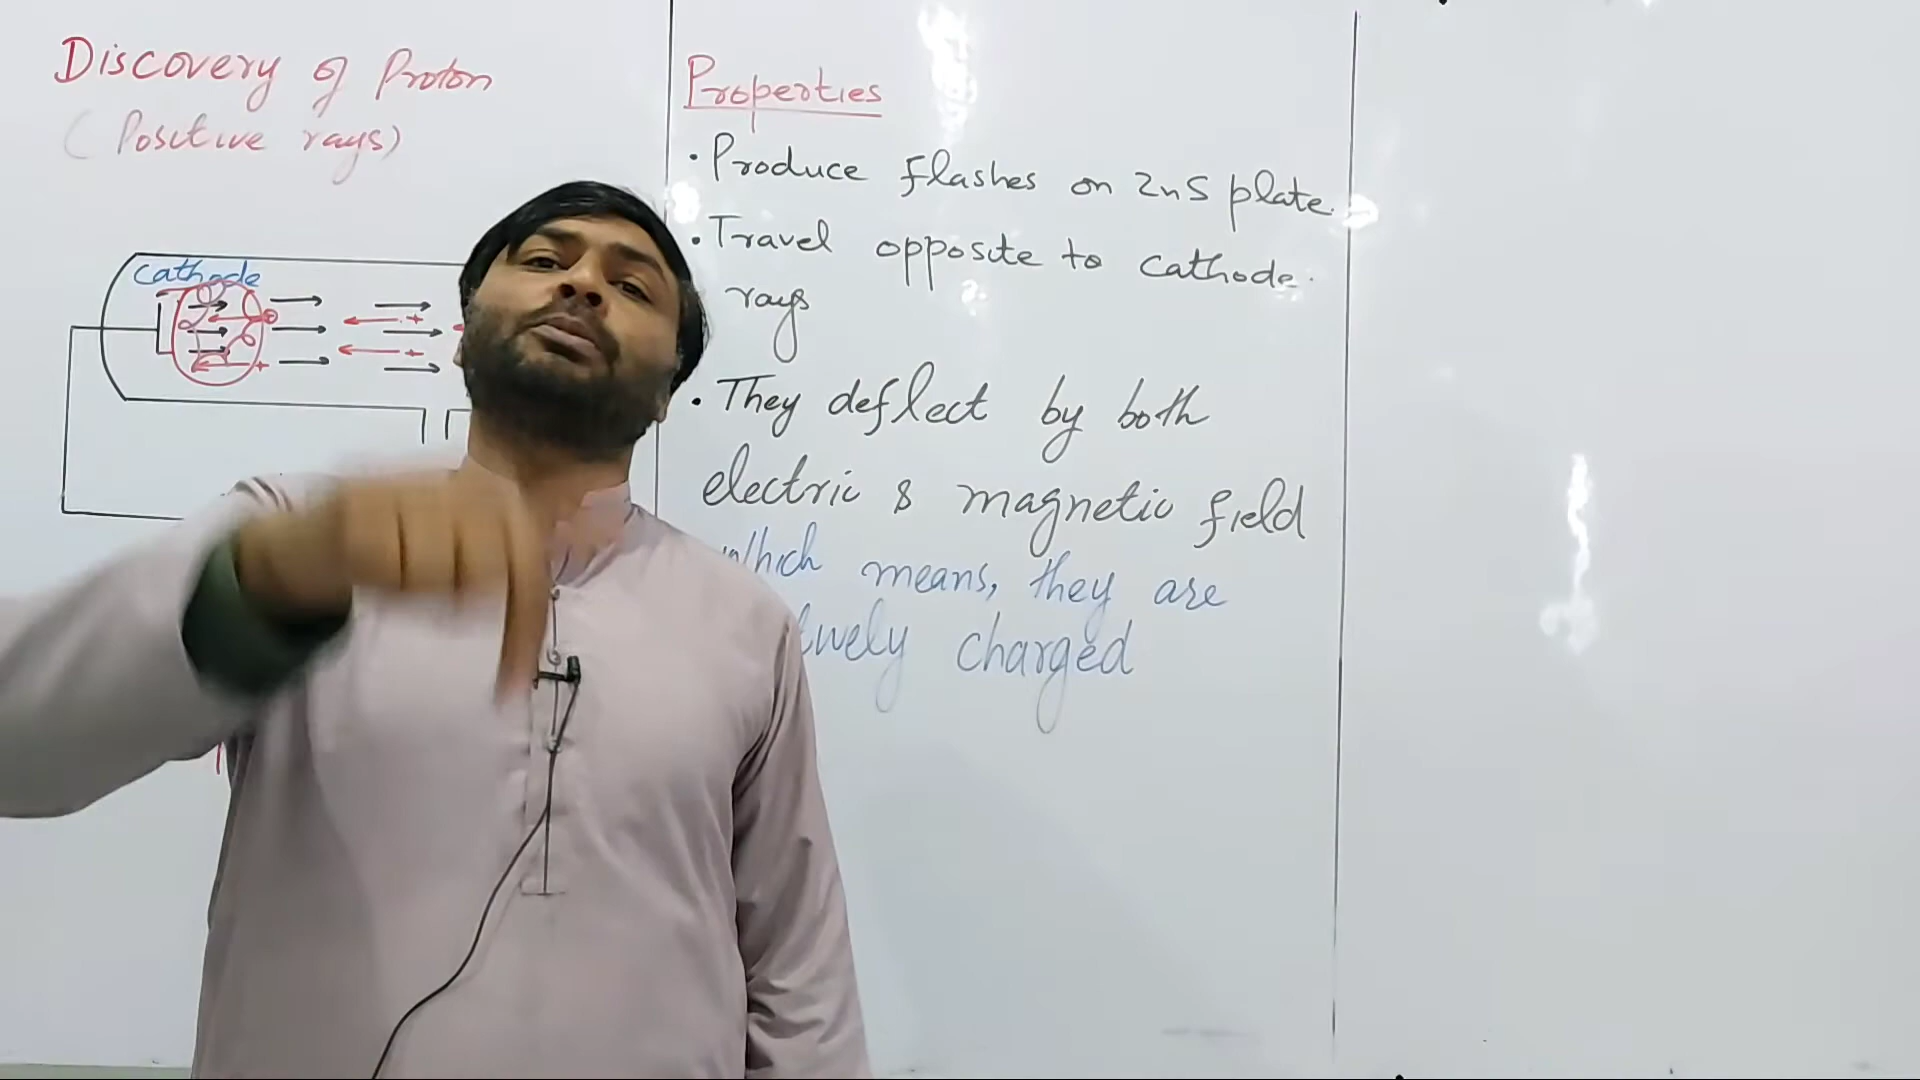 Discovery of Proton
(Positive rays)
cathode
Properties
• Produce flashes on ZnS plate.
• Travel opposite to cathode
rays
• They deflect by both
electric & magnetic field
which means, they are
charged